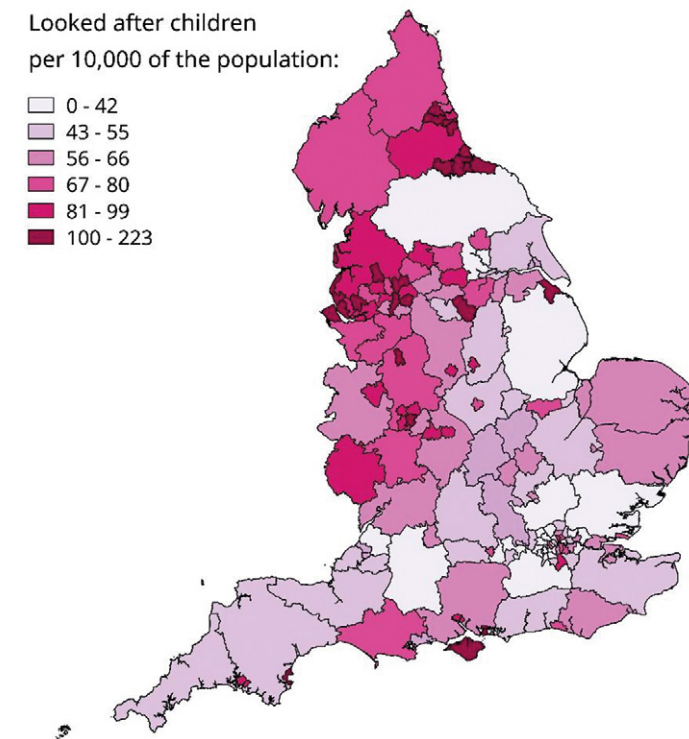 Looked after children
per 10,000 of the population:
0 - 42
43 - 55
56 - 66
67 - 80
81 - 99
100 - 223